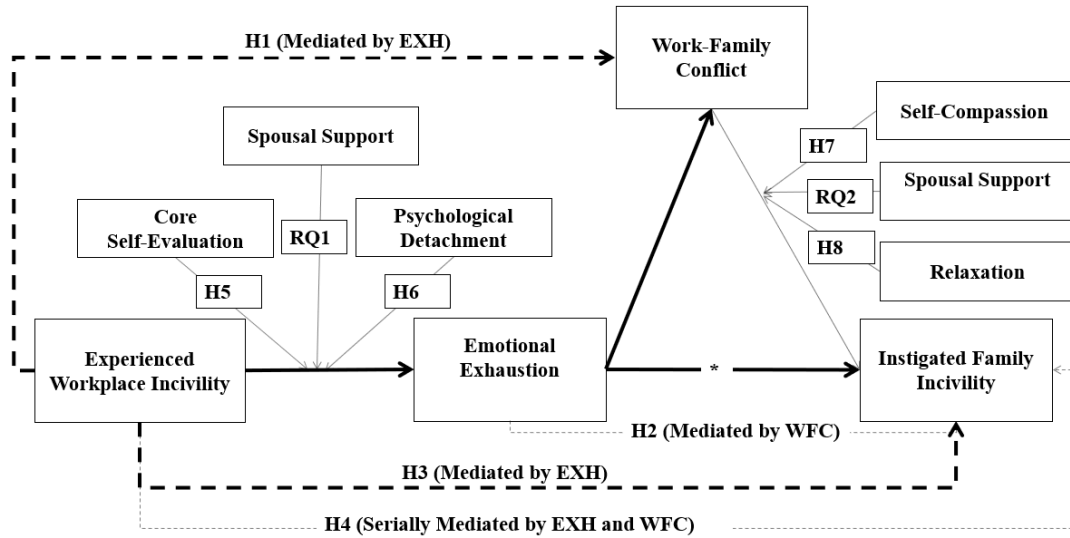 H1 (Mediated by EXH)
Work-Family
Conflict
Self-Compassion
H7
Spousal Support
Spousal Support
RQ2
Core
Self-Evaluation
Psychological
Detachment
RQ1
H8
Relaxation
H5
H6
Experienced
Workplace Incivility
Emotional
Exhaustion
*
Instigated Family
Incivility
H2 (Mediated by WFC)
H3 (Mediated by EXH)
H4 (Serially Mediated by EXH and WFC)